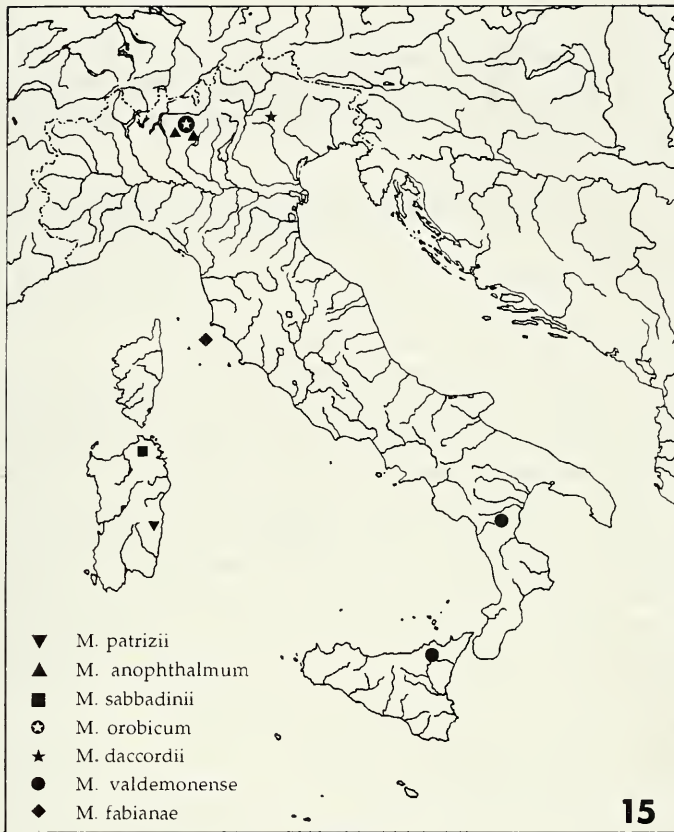 M. patrizii
M. anophthalmum
M. sabbadinii
M. orobicum
M. daccordii
M. valdemonense
M. fabianae
15